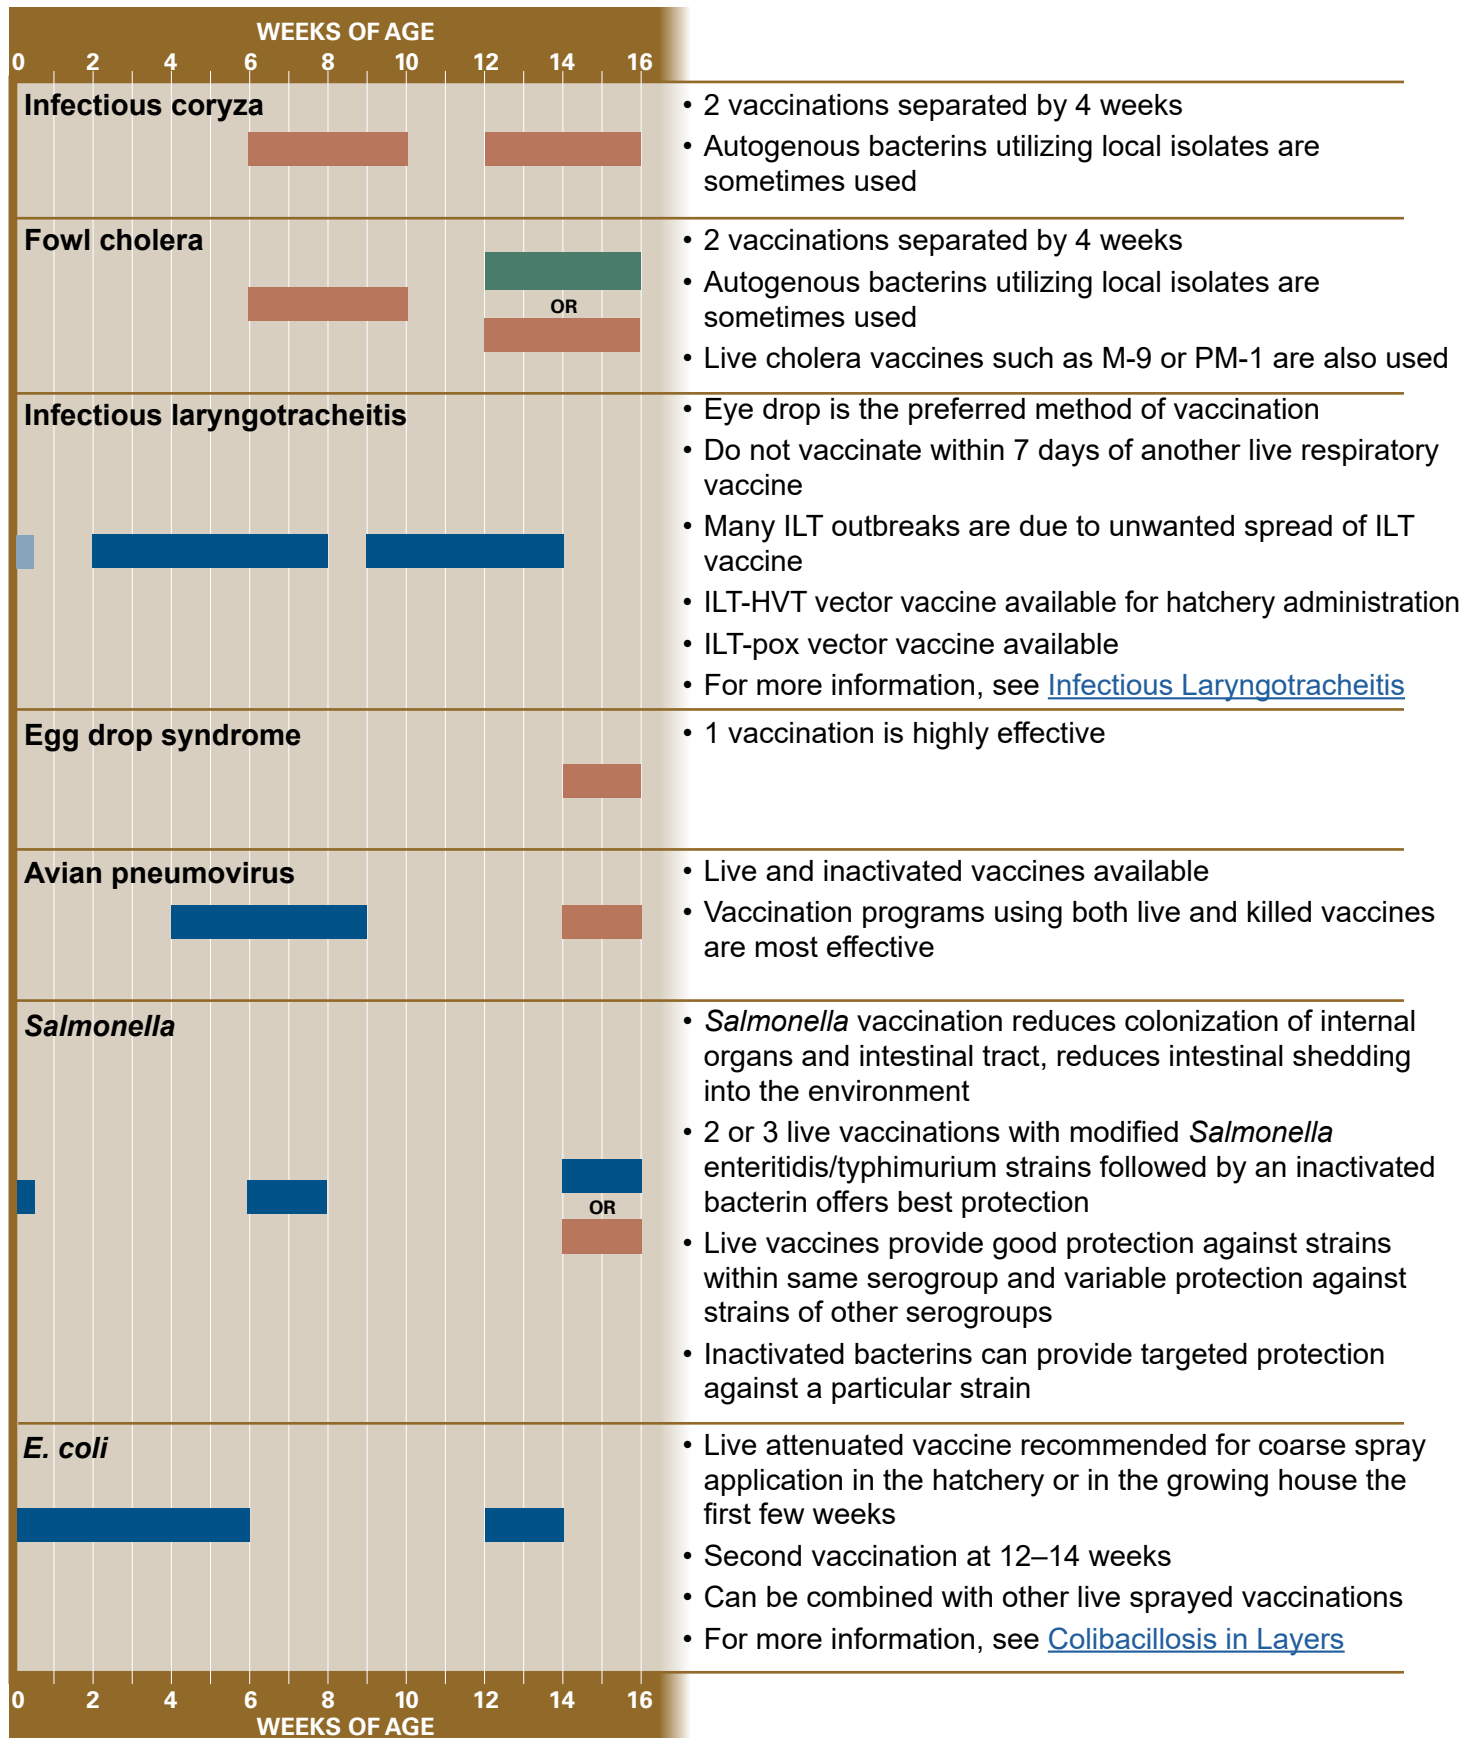 WEEKS OF AGE
0 2 4 6 8 10 12 14 16
Infectious coryza
• 2 vaccinations separated by 4 weeks
• Autogenous bacterins utilizing local isolates are
sometimes used
Fowl cholera
OR
• 2 vaccinations separated by 4 weeks
• Autogenous bacterins utilizing local isolates are
sometimes used
• Live cholera vaccines such as M-9 or PM-1 are also used
Infectious laryngotracheitis
• Eye drop is the preferred method of vaccination
• Do not vaccinate within 7 days of another live respiratory
vaccine
• Many ILT outbreaks are due to unwanted spread of ILT
vaccine
• ILT-HVT vector vaccine available for hatchery administration
• ILT-pox vector vaccine available
• For more information, see Infectious Laryngotracheitis
Egg drop syndrome
• 1 vaccination is highly effective
Avian pneumovirus
• Live and inactivated vaccines available
• Vaccination programs using both live and killed vaccines
are most effective
Salmonella
OR
• Salmonella vaccination reduces colonization of internal
organs and intestinal tract, reduces intestinal shedding
into the environment
• 2 or 3 live vaccinations with modified Salmonella
enteritidis/typhimurium strains followed by an inactivated
bacterin offers best protection
• Live vaccines provide good protection against strains
within same serogroup and variable protection against
strains of other serogroups
• Inactivated bacterins can provide targeted protection
against a particular strain
E. coli
• Live attenuated vaccine recommended for coarse spray
application in the hatchery or in the growing house the
first few weeks
• Second vaccination at 12–14 weeks
• Can be combined with other live sprayed vaccinations
• For more information, see Colibacillosis in Layers
0 2 4 6 8 10 12 14 16
WEEKS OF AGE